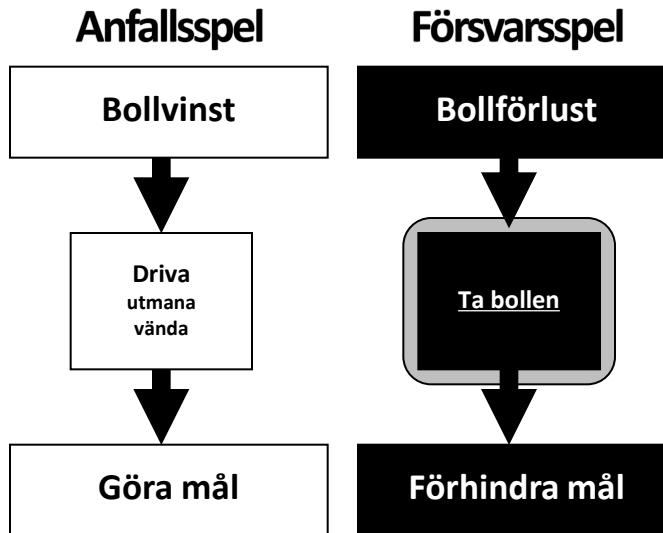 Anfallsspel
Bollvinst
Driva
utmana
vända
Göra mål
Försvarsspel
Bollförlust
Ta bollen
Förhindra mål